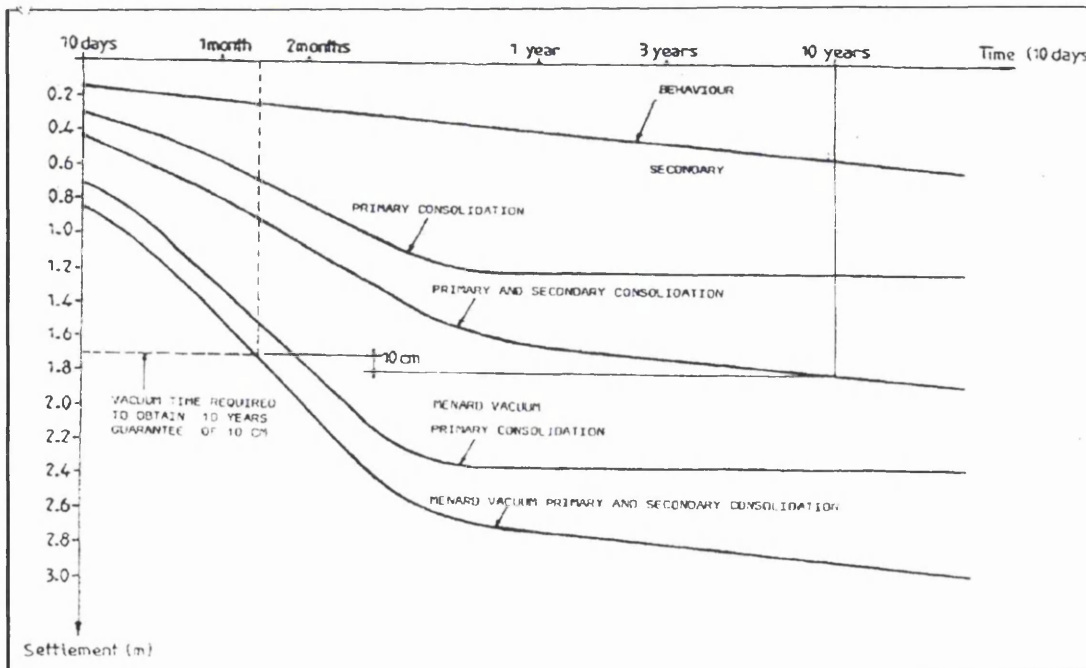 10 days 1month 2months 1 year 3 years 10 years Time (10 days
BEHAVIOUR
0.2
0.4
SECONDARY
0.6
0.8
PRIMARY CONSOLIDATION
1.0
1.2
PRIMARY AND SECONDARY CONSOLIDATION
1.4
1.6
10 cm
1.8
VACUUM TIME REQUIRED
TO OBTAIN 10 YEARS
GUARANTEE OF 10 CM
MENARD VACUUM
PRIMARY CONSOLIDATION
2.0
2.2
2.4
MENARD VACUUM PRIMARY AND SECONDARY CONSOLIDATION
2.6
2.8
3.0
Settlement (m)